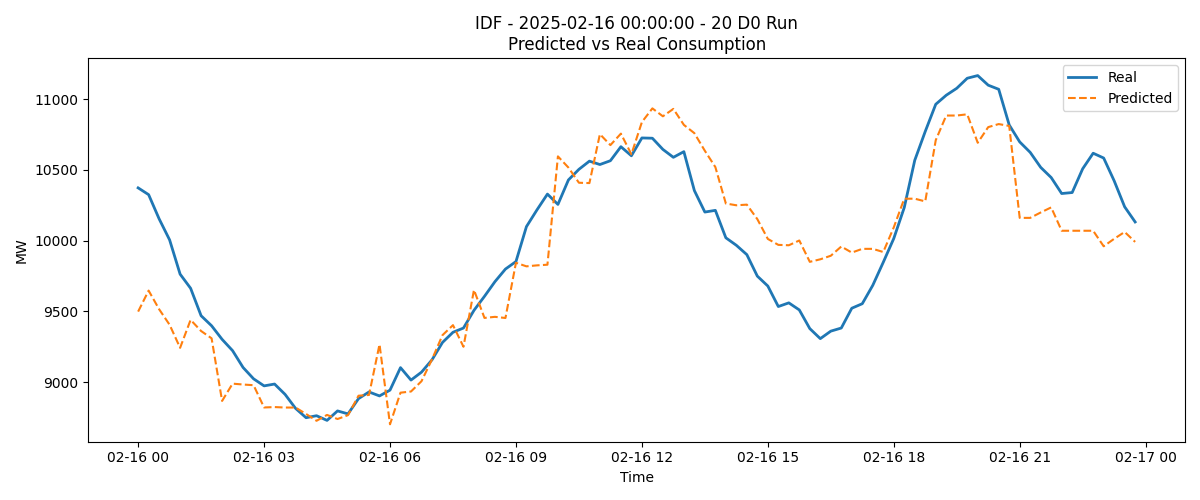 IDF - 2025-02-16 00:00:00 - 20 D0 Run
Predicted vs Real Consumption
Real
Predicted
MW
11000
10500
10000
9500
9000
02-16 00
02-16 03
02-16 06
02-16 09
02-16 12
02-16 15
02-16 18
02-16 21
02-17 00
Time